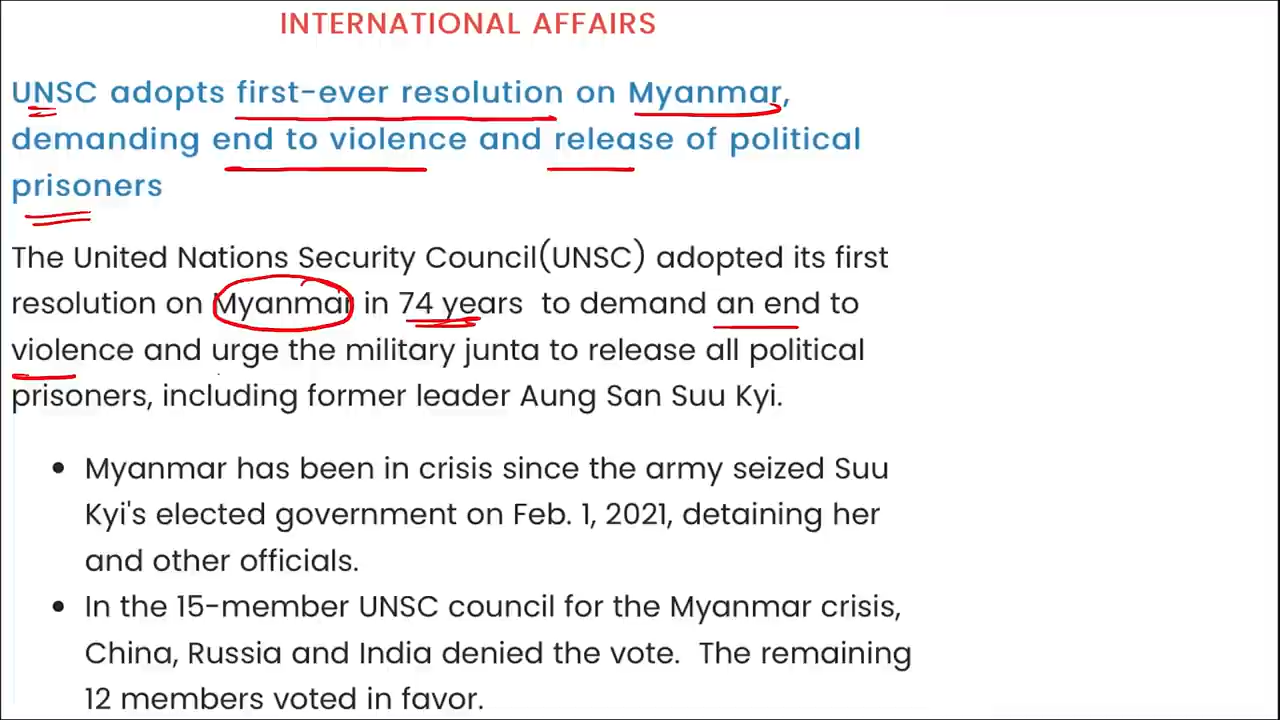 INTERNATIONAL AFFAIRS
UNSC adopts first-ever resolution on Myanmar,
demanding end to violence and release of political
prisoners
The United Nations Security Council(UNSC) adopted its first
resolution on Myanmar in 74 years to demand an end to
violence and urge the military junta to release all political
prisoners, including former leader Aung San Suu Kyi.
• Myanmar has been in crisis since the army seized Suu
Kyi's elected government on Feb. 1, 2021, detaining her
and other officials.
• In the 15-member UNSC council for the Myanmar crisis,
China, Russia and India denied the vote. The remaining
12 members voted in favor.